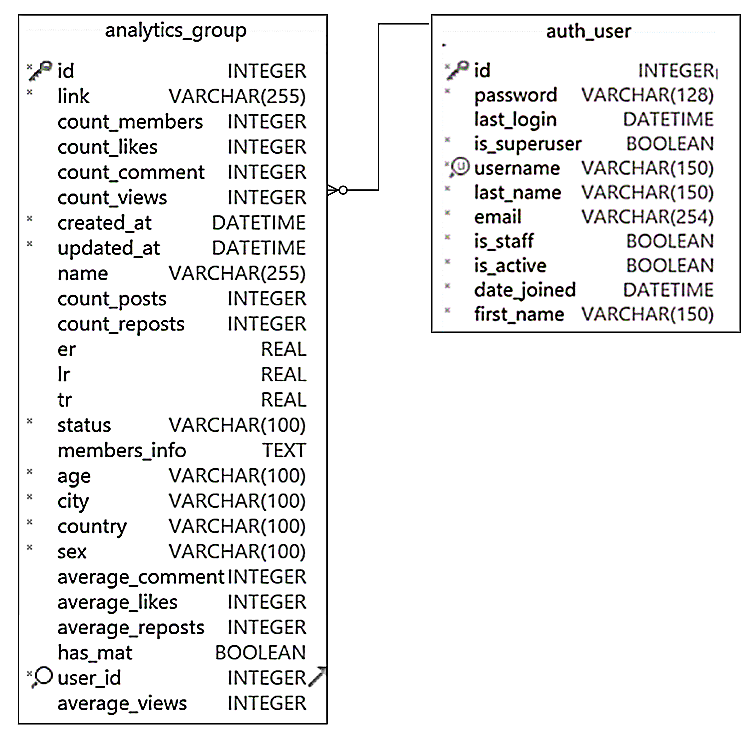 analytics_group
* id INTEGER
* link VARCHAR(255)
count_members INTEGER
count_likes INTEGER
count_comment INTEGER
count_views INTEGER
* created_at DATETIME
* updated_at DATETIME
name VARCHAR(255)
count_posts INTEGER
count_reposts INTEGER
er REAL
lr REAL
tr REAL
* status VARCHAR(100)
members_info TEXT
* age VARCHAR(100)
* city VARCHAR(100)
* country VARCHAR(100)
* sex VARCHAR(100)
average_comment INTEGER
average_likes INTEGER
average_reposts INTEGER
has_mat BOOLEAN
* user_id INTEGER
average_views INTEGER
auth_user
* id INTEGER
* password VARCHAR(128)
last_login DATETIME
* is_superuser BOOLEAN
* u username VARCHAR(150)
* last_name VARCHAR(150)
* email VARCHAR(254)
* is_staff BOOLEAN
* is_active BOOLEAN
* date_joined DATETIME
* first_name VARCHAR(150)